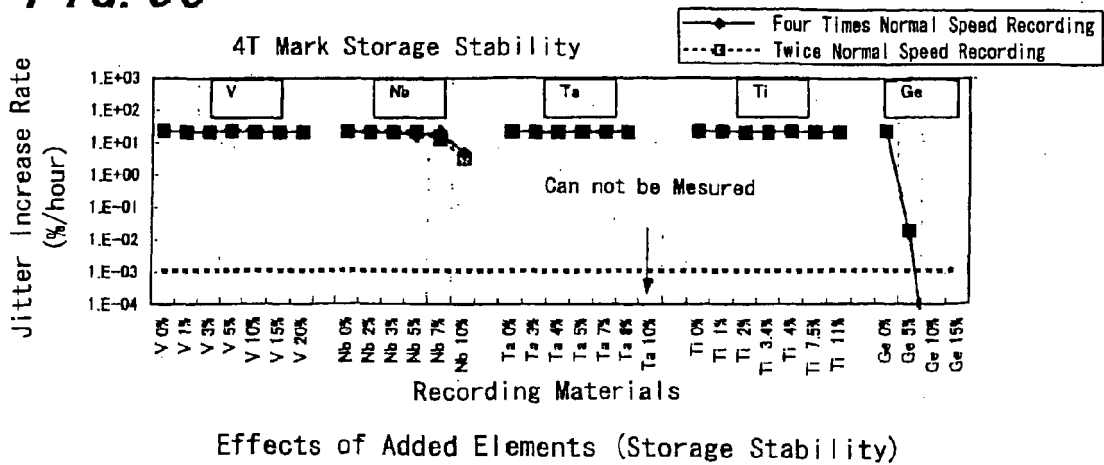 Four Times Normal Speed Recording
Twice Normal Speed Recording
4T Mark Storage Stability
Jitter Increase Rate
(%/hour)
1.E+03
1.E+02
1.E+01
1.E+00
1.E-01
1.E-02
1.E-03
1.E-04
V
Nb
Ta
Ti
Ge
Can not be Mesured
V 0%
V 1%
V 3%
V 5%
V 10%
V 15%
V 20%
Nb 0%
Nb 2%
Nb 3%
Nb 5%
Nb 7%
Nb 10%
Ta 0%
Ta 3%
Ta 4%
Ta 5%
Ta 7%
Ta 8%
Ta 10%
Ti 0%
Ti 1%
Ti 2%
Ti 3.4%
Ti 4%
Ti 7.5%
Ti 11%
Ge 0%
Ge 5%
Ge 10%
Ge 15%
Recording Materials
Effects of Added Elements (Storage Stability)